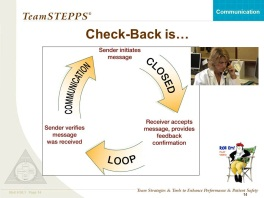 TeamSTEPPS®
Communication
Check-Back is…
Sender initiates
message
CLOSED
COMMUNICATION
Receiver accepts
message, provides
feedback
confirmation
Sender verifies
message
was received
LOOP
Team Strategies & Tools to Enhance Performance & Patient Safety